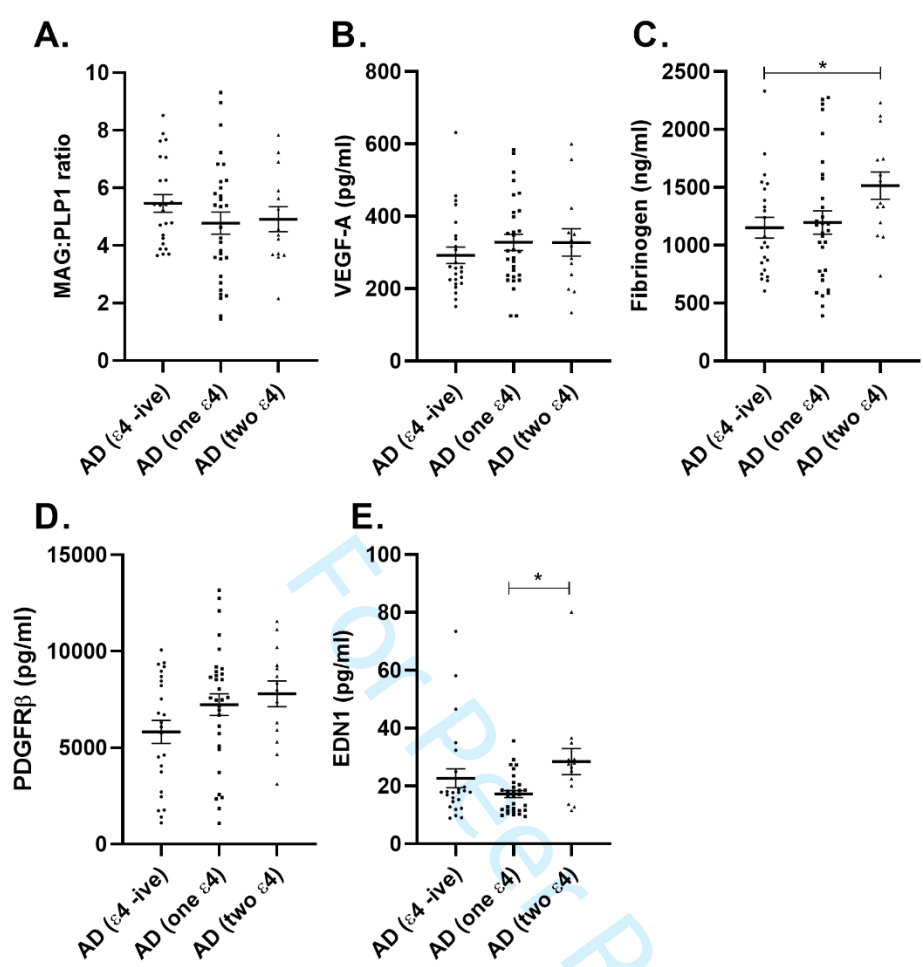 A.
MAG:PLP1 ratio
10
8
6
4
2
0
AD (ε4 -ive)
AD (one ε4)
AD (two ε4)
B.
VEGF-A (pg/ml)
800
600
400
200
0
AD (ε4 -ive)
AD (one ε4)
AD (two ε4)
C.
Fibrinogen (ng/ml)
2500
2000
1500
1000
500
0
*
AD (ε4 -ive)
AD (one ε4)
AD (two ε4)
D.
PDGFRβ (pg/ml)
15000
10000
5000
0
AD (ε4 -ive)
AD (one ε4)
AD (two ε4)
E.
EDN1 (pg/ml)
100
80
60
40
20
0
*
AD (ε4 -ive)
AD (one ε4)
AD (two ε4)
For Peer P